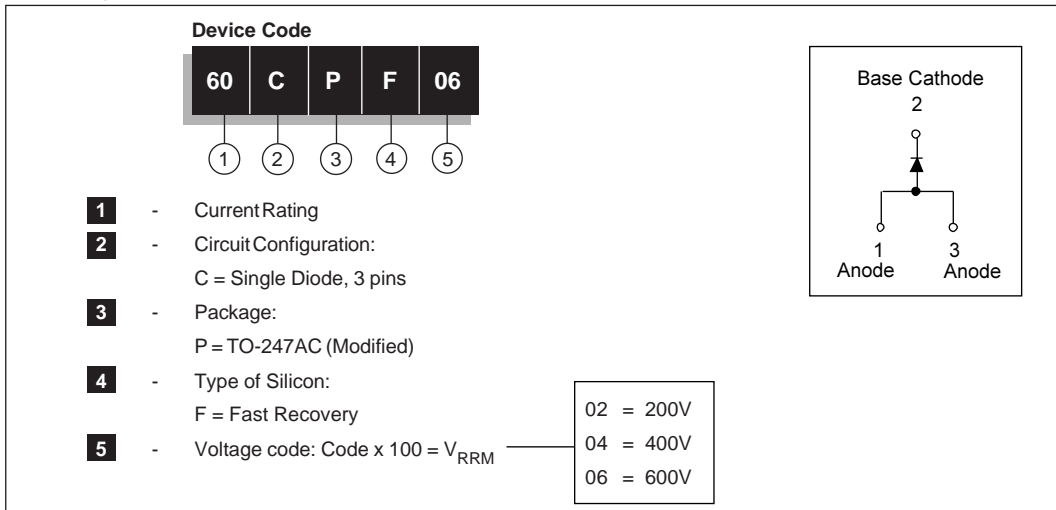 Device Code
60 C P F 06
1 2 3 4 5
1 - Current Rating
2 - Circuit Configuration:
C = Single Diode, 3 pins
3 - Package:
P = TO-247AC (Modified)
4 - Type of Silicon:
F = Fast Recovery
5 - Voltage code: Code x 100 = VRRM
02 = 200V
04 = 400V
06 = 600V
Base Cathode
2
1 3
Anode Anode